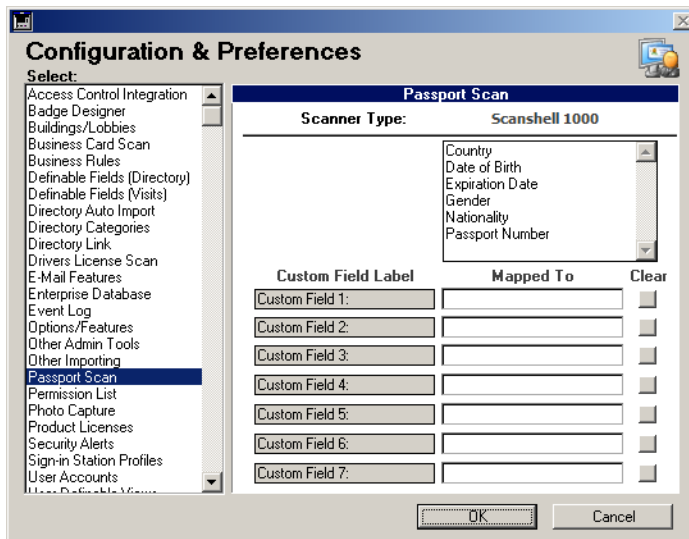 Configuration & Preferences
Select:
Access Control Integration
Badge Designer
Buildings/Lobbies
Business Card Scan
Business Rules
Definable Fields (Directory)
Definable Fields (Visits)
Directory Auto Import
Directory Categories
Directory Link
Drivers License Scan
E-Mail Features
Enterprise Database
Event Log
Options/Features
Other Admin Tools
Other Importing
Passport Scan
Permission List
Photo Capture
Product Licenses
Security Alerts
Sign-in Station Profiles
User Accounts
User Definable Views
Passport Scan
Scanner Type: Scanshell 1000
Country
Date of Birth
Expiration Date
Gender
Nationality
Passport Number
Custom Field Label Mapped To Clear
Custom Field 1:
Custom Field 2:
Custom Field 3:
Custom Field 4:
Custom Field 5:
Custom Field 6:
Custom Field 7:
OK Cancel